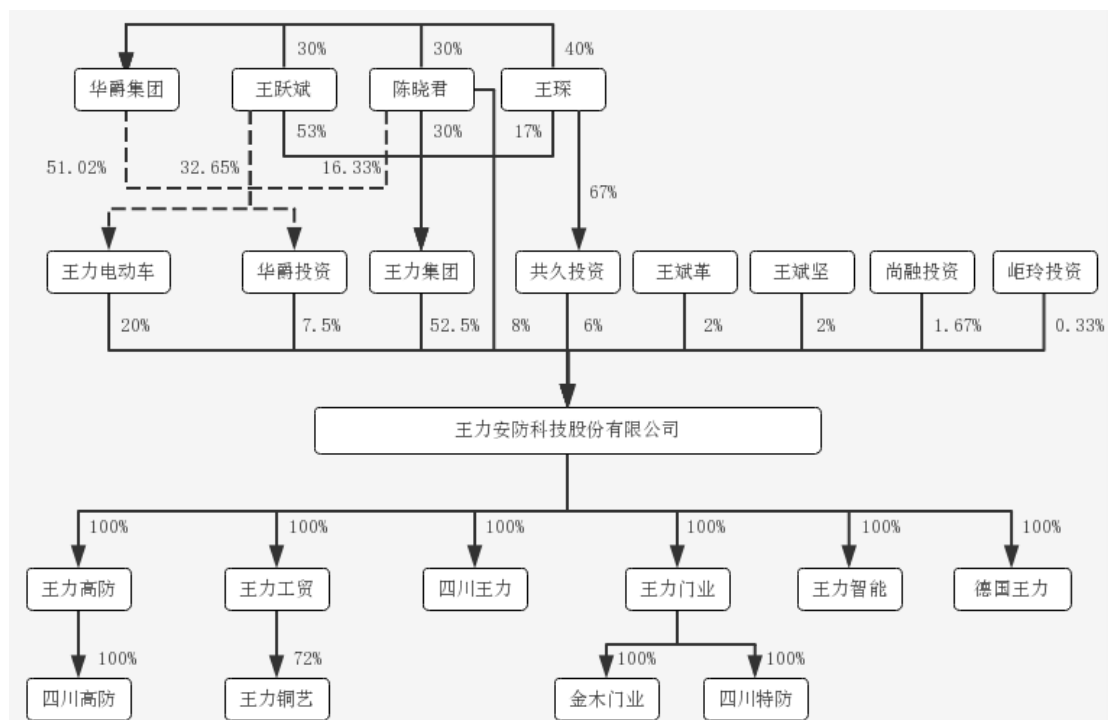 30%
30%
40%
华爵集团
王跃斌
陈晓君
王琛
53%
30%
17%
51.02%
32.65%
16.33%
67%
王力电动车
华爵投资
王力集团
共久投资
王斌革
王斌坚
尚融投资
岠玲投资
20%
7.5%
52.5%
8%
6%
2%
2%
1.67%
0.33%
王力安防科技股份有限公司
100%
100%
100%
100%
100%
100%
王力高防
王力工贸
四川王力
王力门业
王力智能
德国王力
100%
72%
100%
100%
四川高防
王力铜艺
金木门业
四川特防